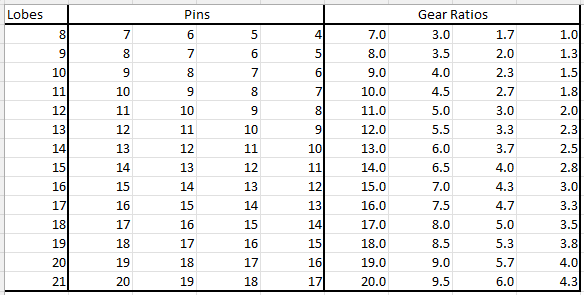 Lobes Pins Gear Ratios
8 7 6 5 4 7.0 3.0 1.7 1.0
9 8 7 6 5 8.0 3.5 2.0 1.3
10 9 8 7 6 9.0 4.0 2.3 1.5
11 10 9 8 7 10.0 4.5 2.7 1.8
12 11 10 9 8 11.0 5.0 3.0 2.0
13 12 11 10 9 12.0 5.5 3.3 2.3
14 13 12 11 10 13.0 6.0 3.7 2.5
15 14 13 12 11 14.0 6.5 4.0 2.8
16 15 14 13 12 15.0 7.0 4.3 3.0
17 16 15 14 13 16.0 7.5 4.7 3.3
18 17 16 15 14 17.0 8.0 5.0 3.5
19 18 17 16 15 18.0 8.5 5.3 3.8
20 19 18 17 16 19.0 9.0 5.7 4.0
21 20 19 18 17 20.0 9.5 6.0 4.3